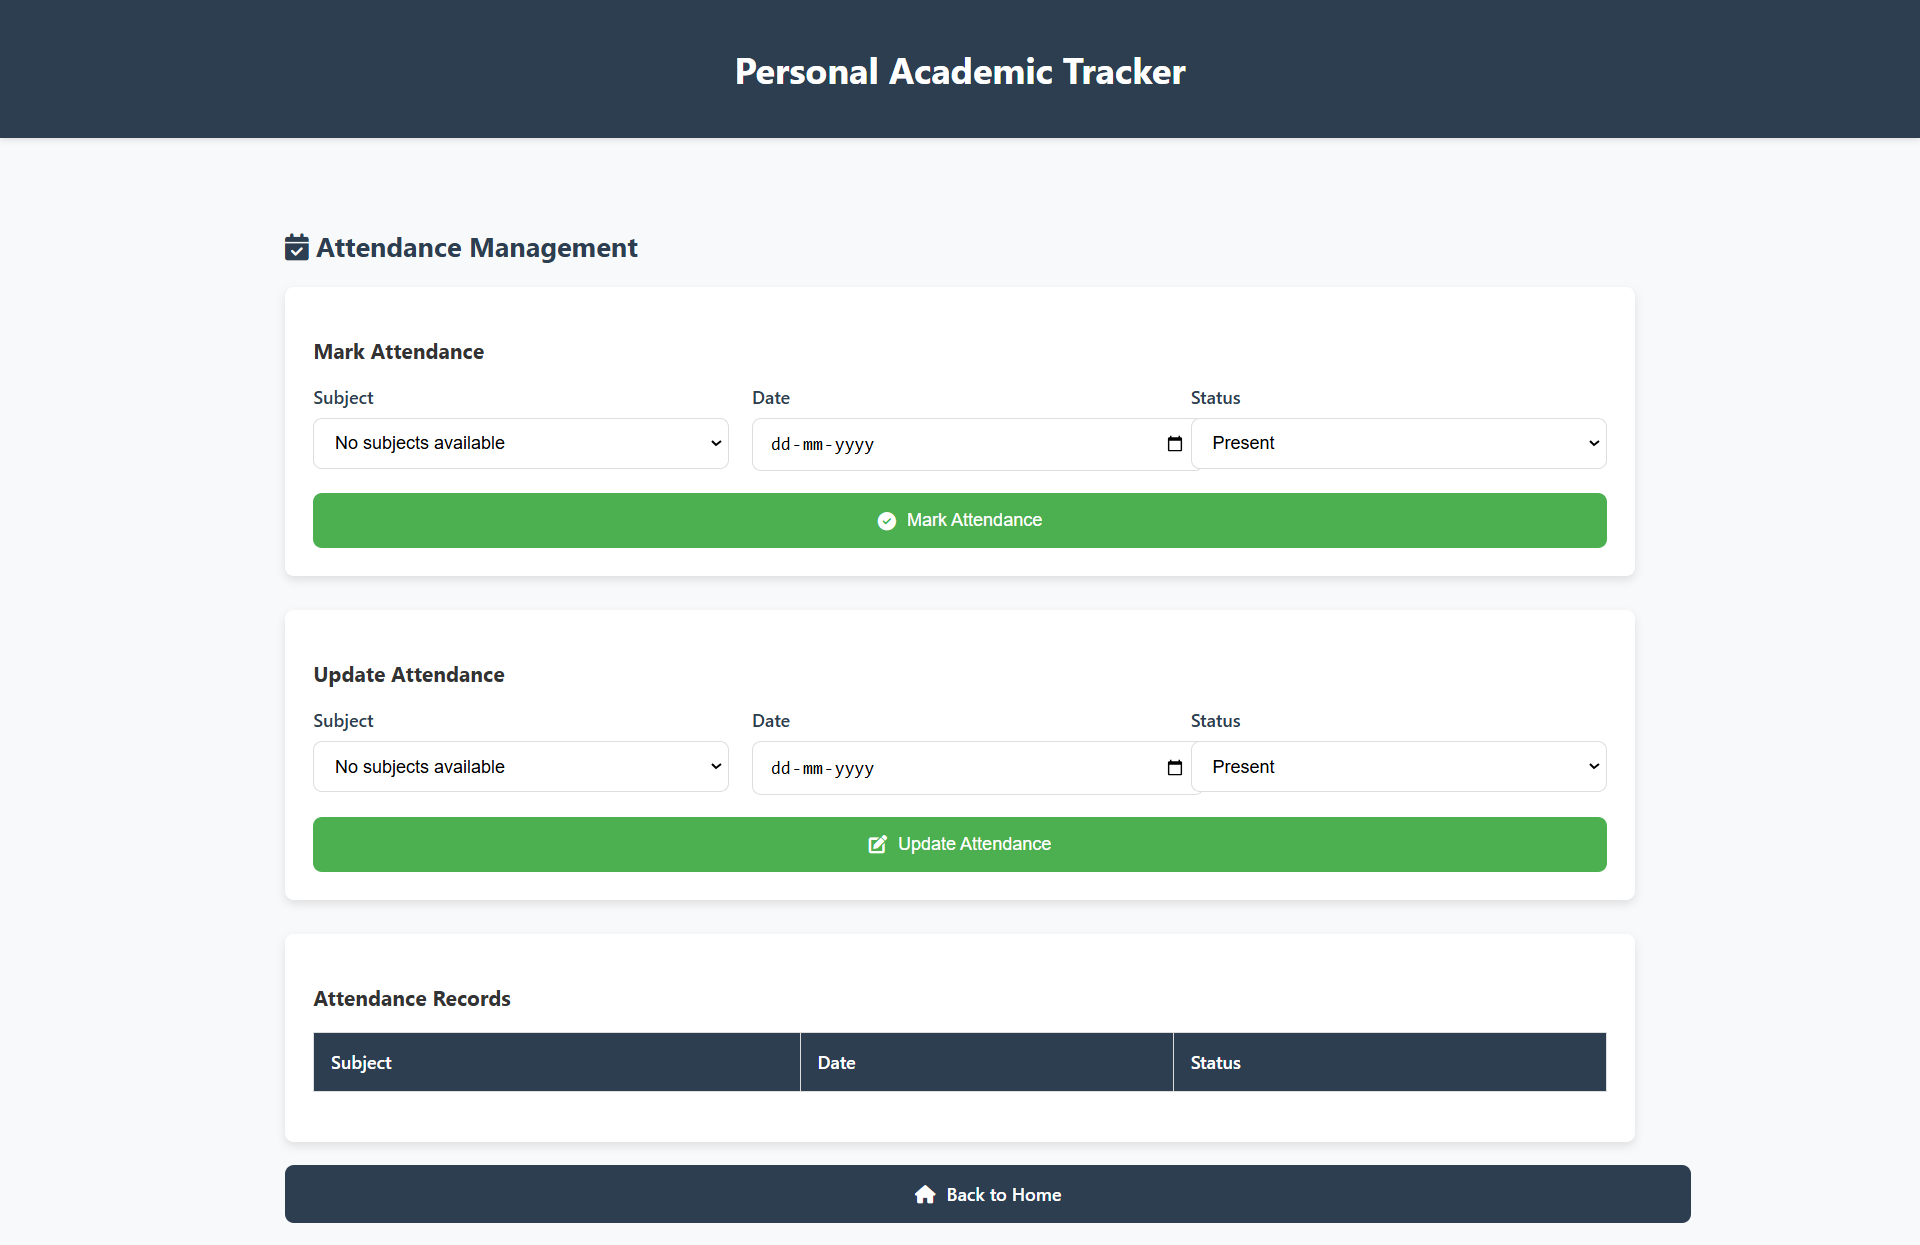 Personal Academic Tracker
Attendance Management
Mark Attendance
Subject Date Status
No subjects available dd-mm-yyyy Present
Mark Attendance
Update Attendance
Subject Date Status
No subjects available dd-mm-yyyy Present
Update Attendance
Attendance Records
Subject Date Status
Back to Home